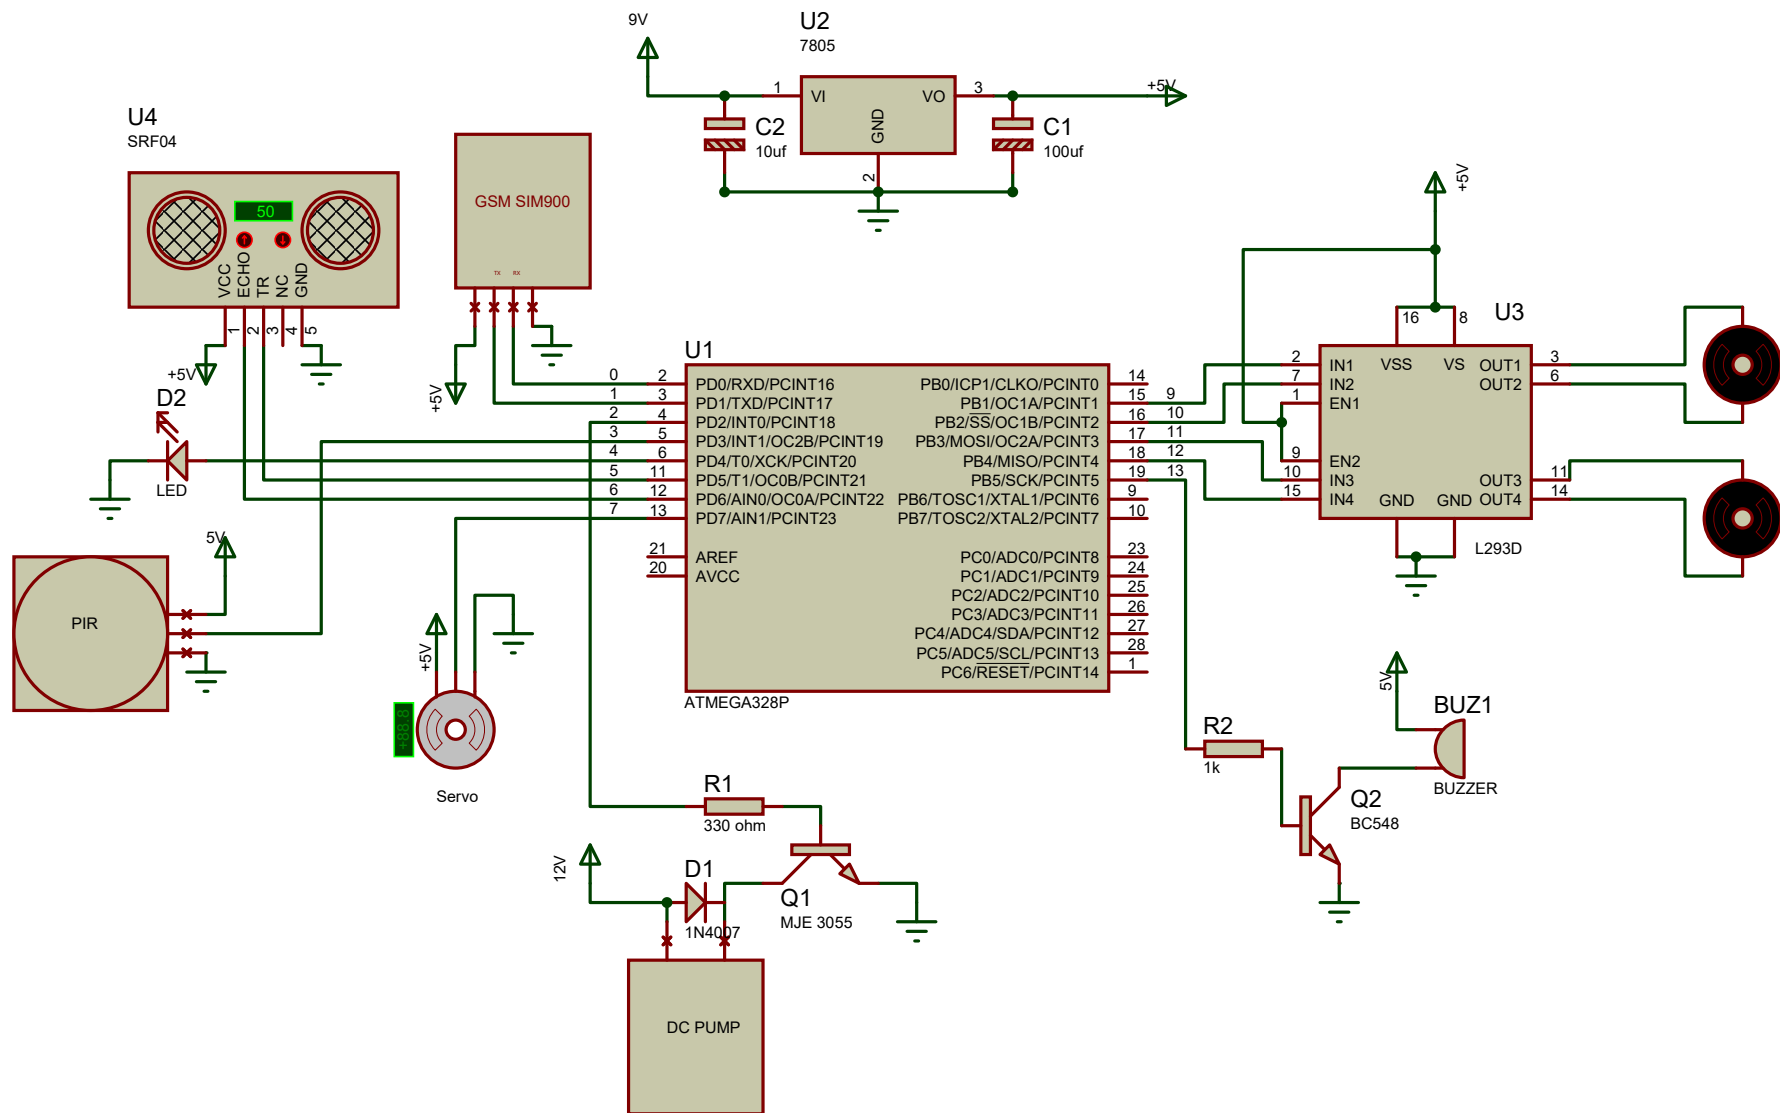 9V
U2
7805
1
VI
VO
3
+5V
GND
2
C2
10uf
C1
100uf
U4
SRF04
50
VCC
ECHO
TR
NC
GND
1
2
3
4
5
+5V
GSM SIM900
TX
RX
+5V
D2
LED
PIR
5V
+5V
+88.8
Servo
U1
0 2 PD0/RXD/PCINT16 PB0/ICP1/CLKO/PCINT0 14
1 3 PD1/TXD/PCINT17 PB1/OC1A/PCINT1 15 9
2 4 PD2/INT0/PCINT18 PB2/SS/OC1B/PCINT2 16 10
3 5 PD3/INT1/OC2B/PCINT19 PB3/MOSI/OC2A/PCINT3 17 11
4 6 PD4/T0/XCK/PCINT20 PB4/MISO/PCINT4 18 12
5 11 PD5/T1/OC0B/PCINT21 PB5/SCK/PCINT5 19 13
6 12 PD6/AIN0/OC0A/PCINT22 PB6/TOSC1/XTAL1/PCINT6 9
7 13 PD7/AIN1/PCINT23 PB7/TOSC2/XTAL2/PCINT7 10
21 AREF PC0/ADC0/PCINT8 23
20 AVCC PC1/ADC1/PCINT9 24
PC2/ADC2/PCINT10 25
PC3/ADC3/PCINT11 26
PC4/ADC4/SDA/PCINT12 27
PC5/ADC5/SCL/PCINT13 28
PC6/RESET/PCINT14 1
ATMEGA328P
+5V
U3
16
8
VSS
VS
2 IN1 OUT1 3
7 IN2 OUT2 6
1 EN1
9 EN2
10 IN3 OUT3 11
15 IN4 OUT4 14
GND
GND
L293D
5V
BUZ1
BUZZER
R2
1k
Q2
BC548
R1
330 ohm
12V
D1
1N4007
Q1
MJE 3055
DC PUMP